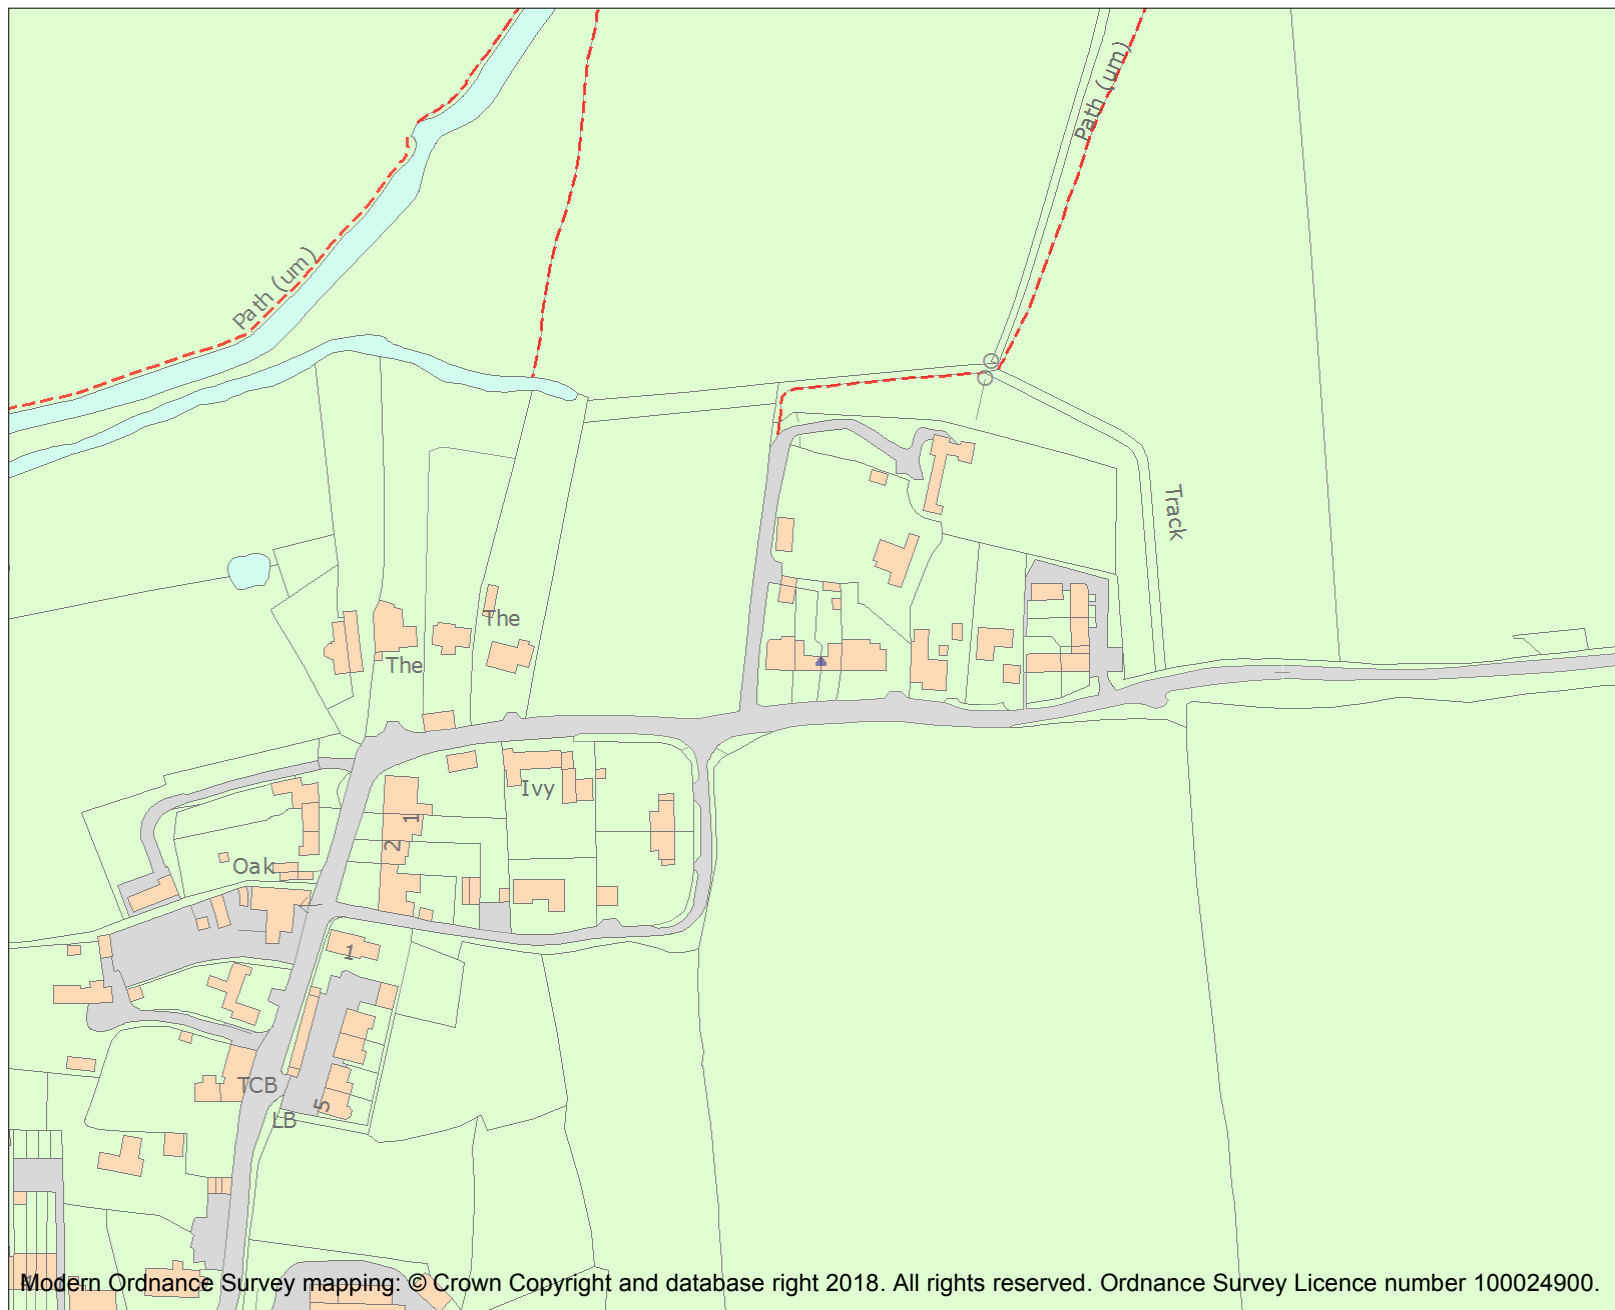 Path (um)
Path (um)
Track
The
The
Ivy
1
2
Oak
1
TCB
5
LB
Modern Ordnance Survey mapping: © Crown Copyright and database right 2018. All rights reserved. Ordnance Survey Licence number 100024900.